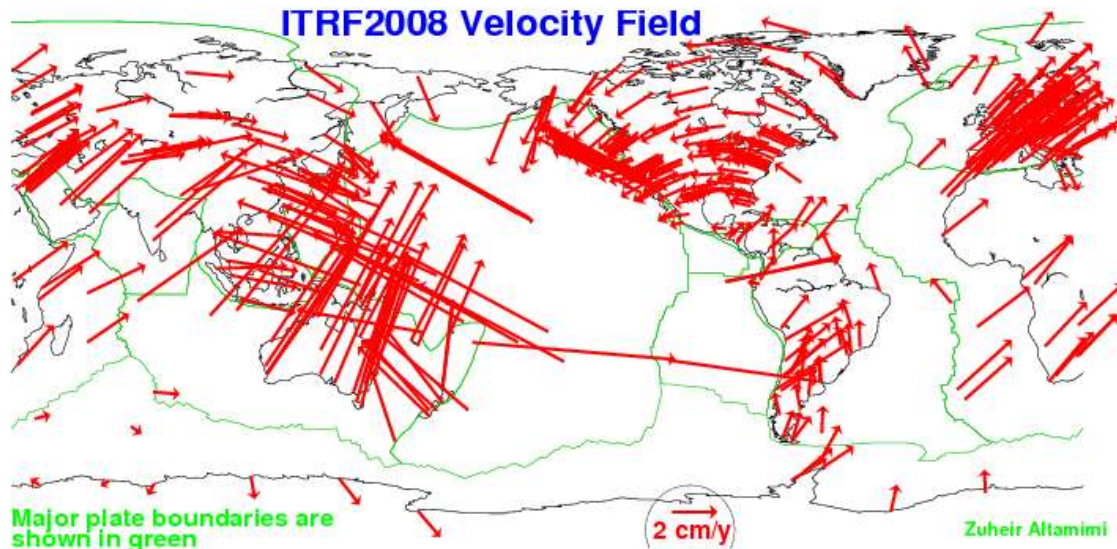 ITRF2008 Velocity Field
Major plate boundaries are
shown in green
2 cm/y
Zuheir Altamimi